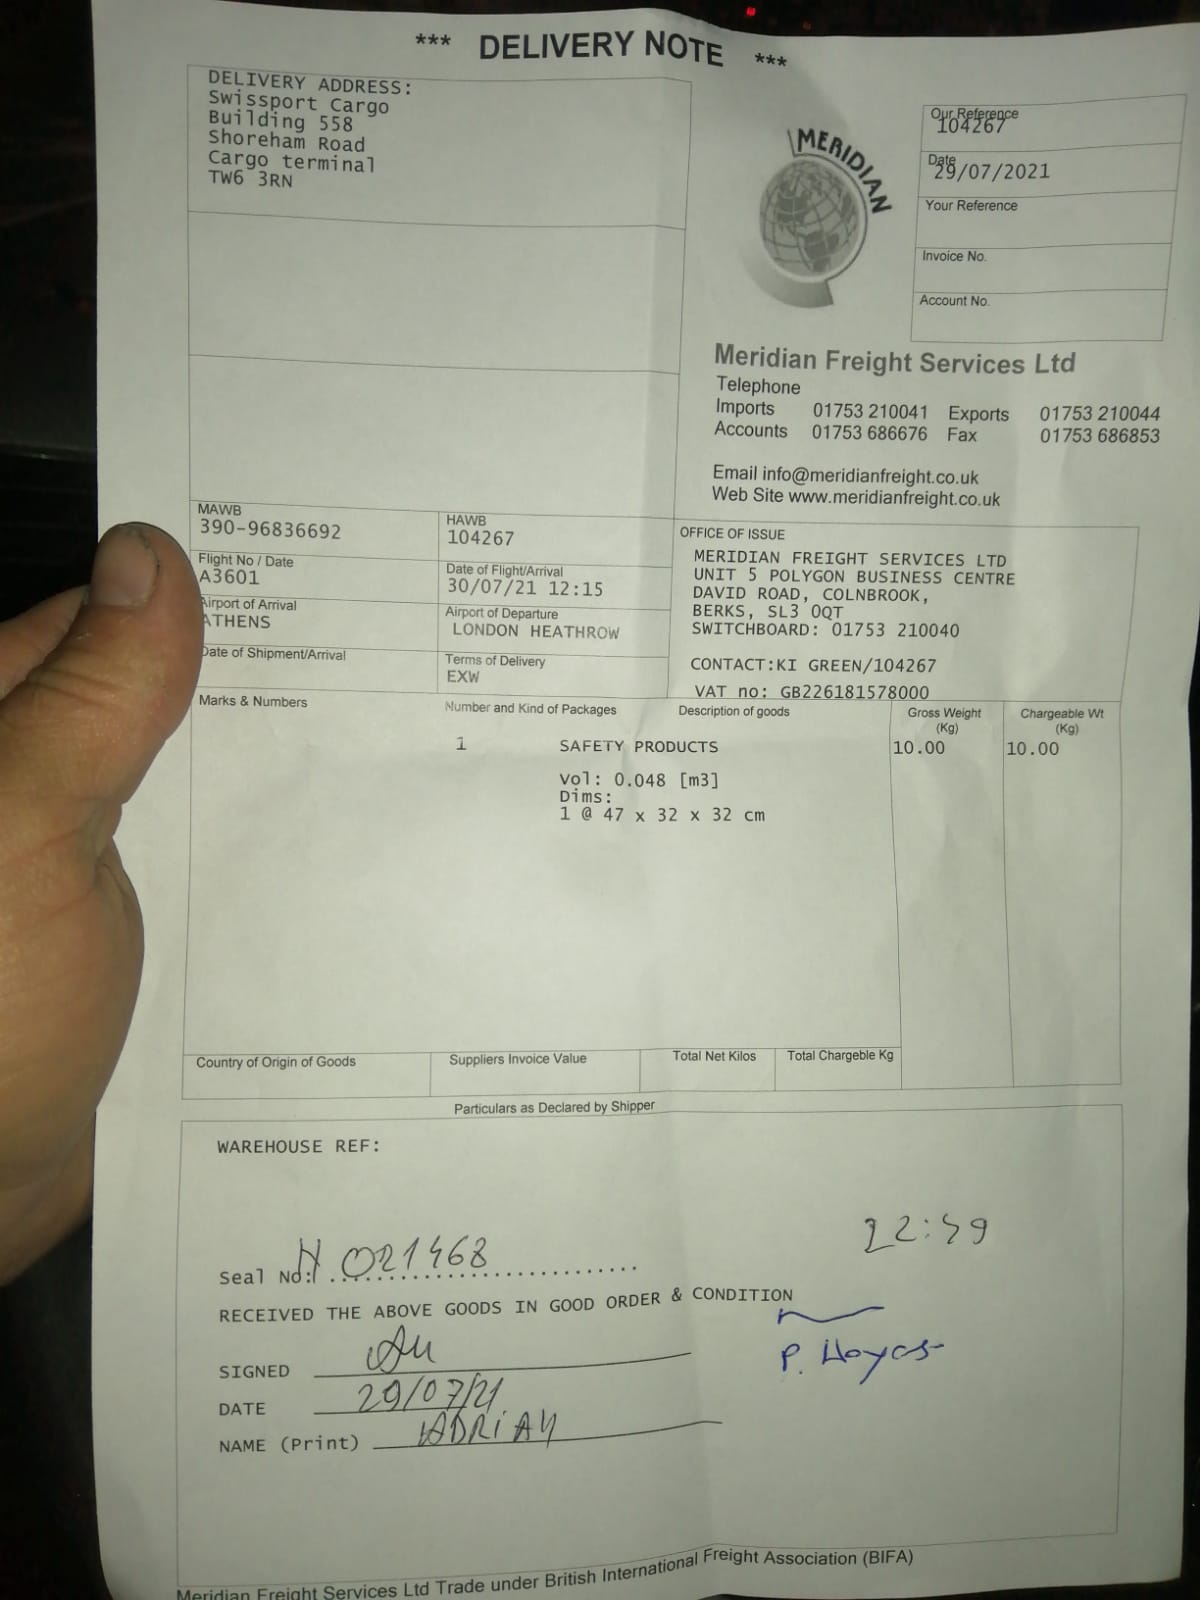 *** DELIVERY NOTE ***
DELIVERY ADDRESS:
Swissport Cargo
Building 558
Shoreham Road
Cargo terminal
TW6 3RN
MERIDIAN
Our Reference
104267
Date
29/07/2021
Your Reference
Invoice No.
Account No.
Meridian Freight Services Ltd
Telephone
Imports 01753 210041 Exports 01753 210044
Accounts 01753 686676 Fax 01753 686853
Email info@meridianfreight.co.uk
Web Site www.meridianfreight.co.uk
MAWB
390-96836692
HAWB
104267
Flight No / Date
A3601
Date of Flight/Arrival
30/07/21 12:15
Airport of Arrival
ATHENS
Airport of Departure
LONDON HEATHROW
Date of Shipment/Arrival
Terms of Delivery
EXW
OFFICE OF ISSUE
MERIDIAN FREIGHT SERVICES LTD
UNIT 5 POLYGON BUSINESS CENTRE
DAVID ROAD, COLNBROOK,
BERKS, SL3 0QT
SWITCHBOARD: 01753 210040
CONTACT:KI GREEN/104267
VAT no: GB226181578000
Marks & Numbers
Number and Kind of Packages
Description of goods
Gross Weight
(Kg)
Chargeable Wt
(Kg)
1 SAFETY PRODUCTS 10.00 10.00
Vol: 0.048 [m3]
Dims:
1 @ 47 x 32 x 32 cm
Country of Origin of Goods
Suppliers Invoice Value
Total Net Kilos
Total Chargeble Kg
Particulars as Declared by Shipper
WAREHOUSE REF:
22:59
Seal No: N 021468
RECEIVED THE ABOVE GOODS IN GOOD ORDER & CONDITION
SIGNED
P.
DATE 29/07/21
NAME (Print) ADRIAN
Meridian Freight Services Ltd Trade under British International Freight Association (BIFA)